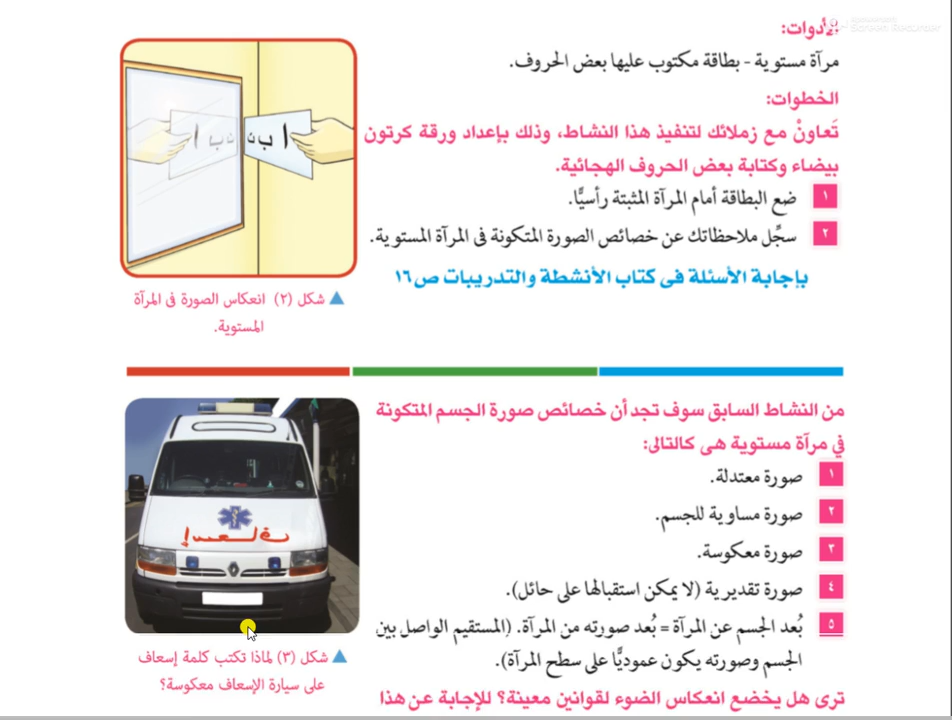 الأدوات:
مرآة مستوية - بطاقة مكتوب عليها بعض الحروف.
الخطوات:
تَعاونْ مع زملائك لتنفيذ هذا النشاط، وذلك بإعداد ورقة كرتون
بيضاء وكتابة بعض الحروف الهجائية.
١ ضع البطاقة أمام المرآة المثبتة رأسيًّا.
٢ سجِّل ملاحظاتك عن خصائص الصورة المتكونة فى المرآة المستوية.
بإجابة الأسئلة فى كتاب الأنشطة والتدريبات ص١٦
ا ب ت
▲ شكل (٢) انعكاس الصورة فى المرآة
المستوية.
من النشاط السابق سوف تجد أن خصائص صورة الجسم المتكونة
في مرآة مستوية هى كالتالى:
١ صورة معتدلة.
٢ صورة مساوية للجسم.
٣ صورة معكوسة.
٤ صورة تقديرية (لا يمكن استقبالها على حائل).
٥ بُعد الجسم عن المرآة = بُعد صورته من المرآة. (المستقيم الواصل بين
الجسم وصورته يكون عموديًّا على سطح المرآة).
ترى هل يخضع انعكاس الضوء لقوانين معينة؟ للإجابة عن هذا
▲ شكل (٣) لماذا تكتب كلمة إسعاف
على سيارة الإسعاف معكوسة؟